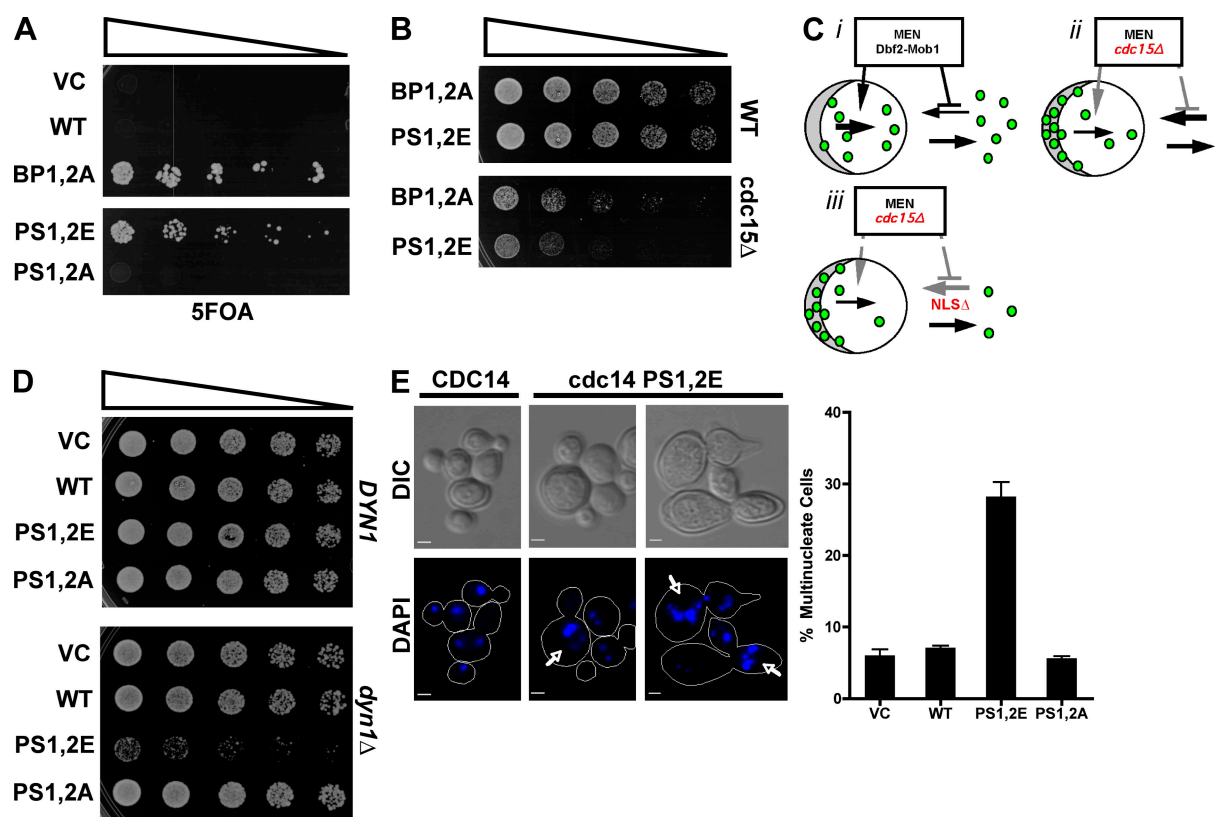 A
VC
WT
BP1,2A
PS1,2E
PS1,2A
5FOA
B
BP1,2A
PS1,2E
WT
BP1,2A
PS1,2E
cdc15Δ
C
i
MEN
Dbf2-Mob1
ii
MEN
cdc15Δ
iii
MEN
cdc15Δ
NLSΔ
D
VC
WT
PS1,2E
PS1,2A
DYN1
VC
WT
PS1,2E
PS1,2A
dyn1Δ
E
CDC14
cdc14 PS1,2E
DIC
DAPI
% Multinucleate Cells
40
30
20
10
0
VC
WT
PS1,2E
PS1,2A